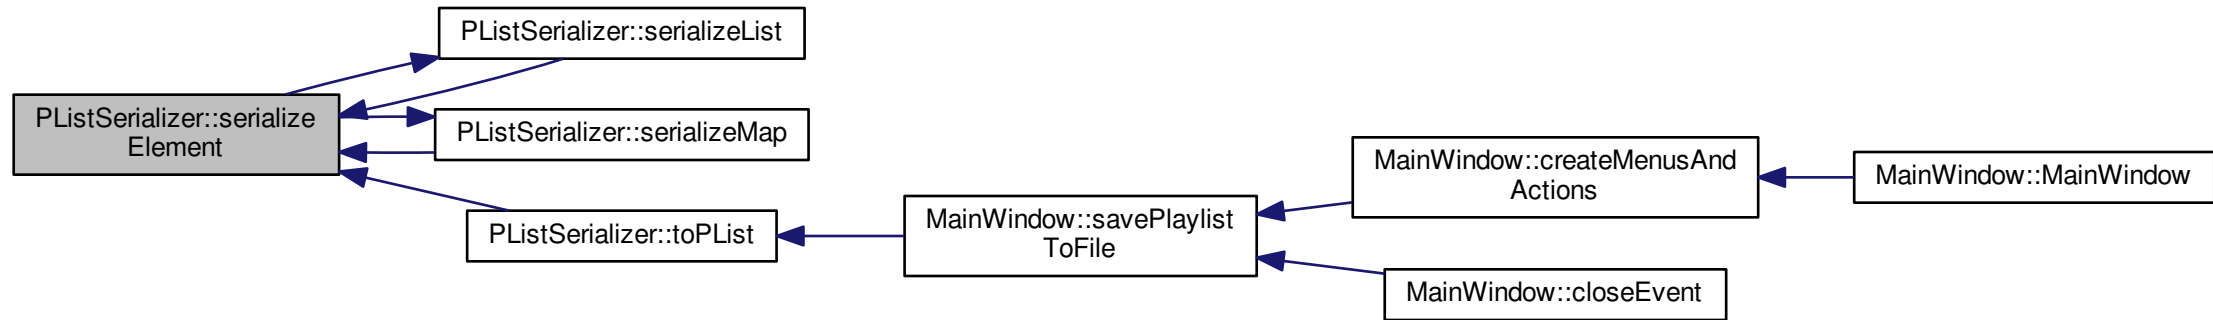 PListSerializer::serializeList
PListSerializer::serialize
Element
PListSerializer::serializeMap
PListSerializer::toPList
MainWindow::savePlaylist
ToFile
MainWindow::createMenusAnd
Actions
MainWindow::closeEvent
MainWindow::MainWindow